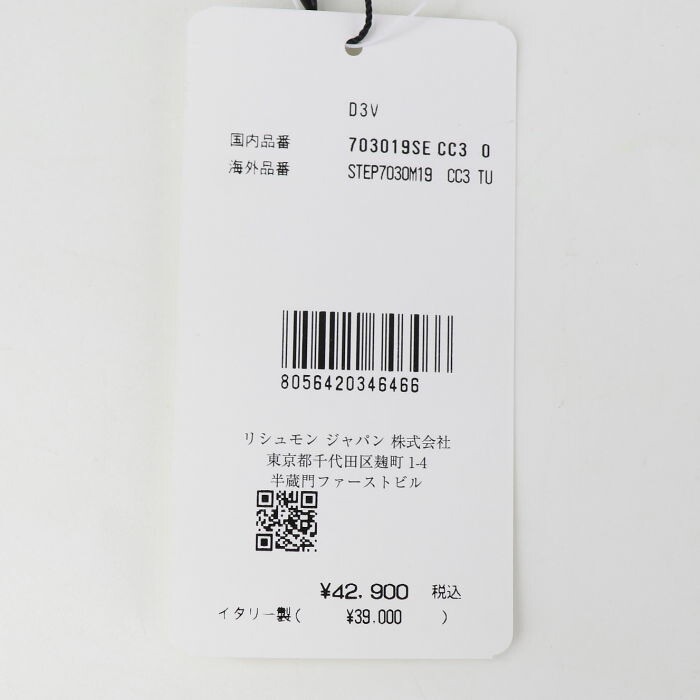 D3V
国内品番 703019SE CC3 0
海外品番 STEP7030M19 CC3 TU
8056420346466
リシュモン ジャパン 株式会社
東京都千代田区麹町 1-4
半蔵門ファーストビル
¥42,900 税込
イタリー製( ¥39,000 )